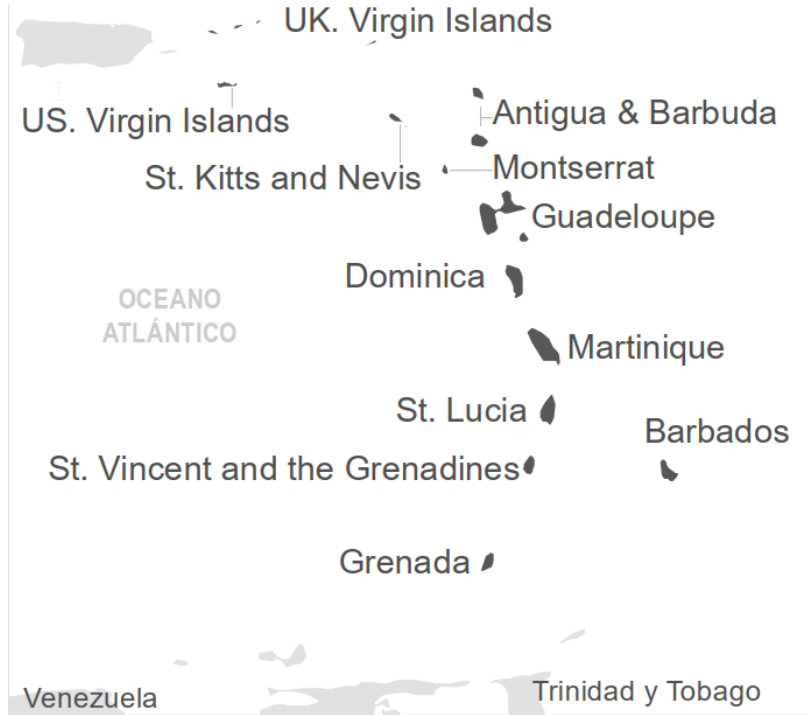 UK. Virgin Islands
US. Virgin Islands
Antigua & Barbuda
St. Kitts and Nevis
Montserrat
Guadeloupe
Dominica
OCEANO
ATLÁNTICO
Martinique
St. Lucia
Barbados
St. Vincent and the Grenadines
Grenada
Venezuela
Trinidad y Tobago